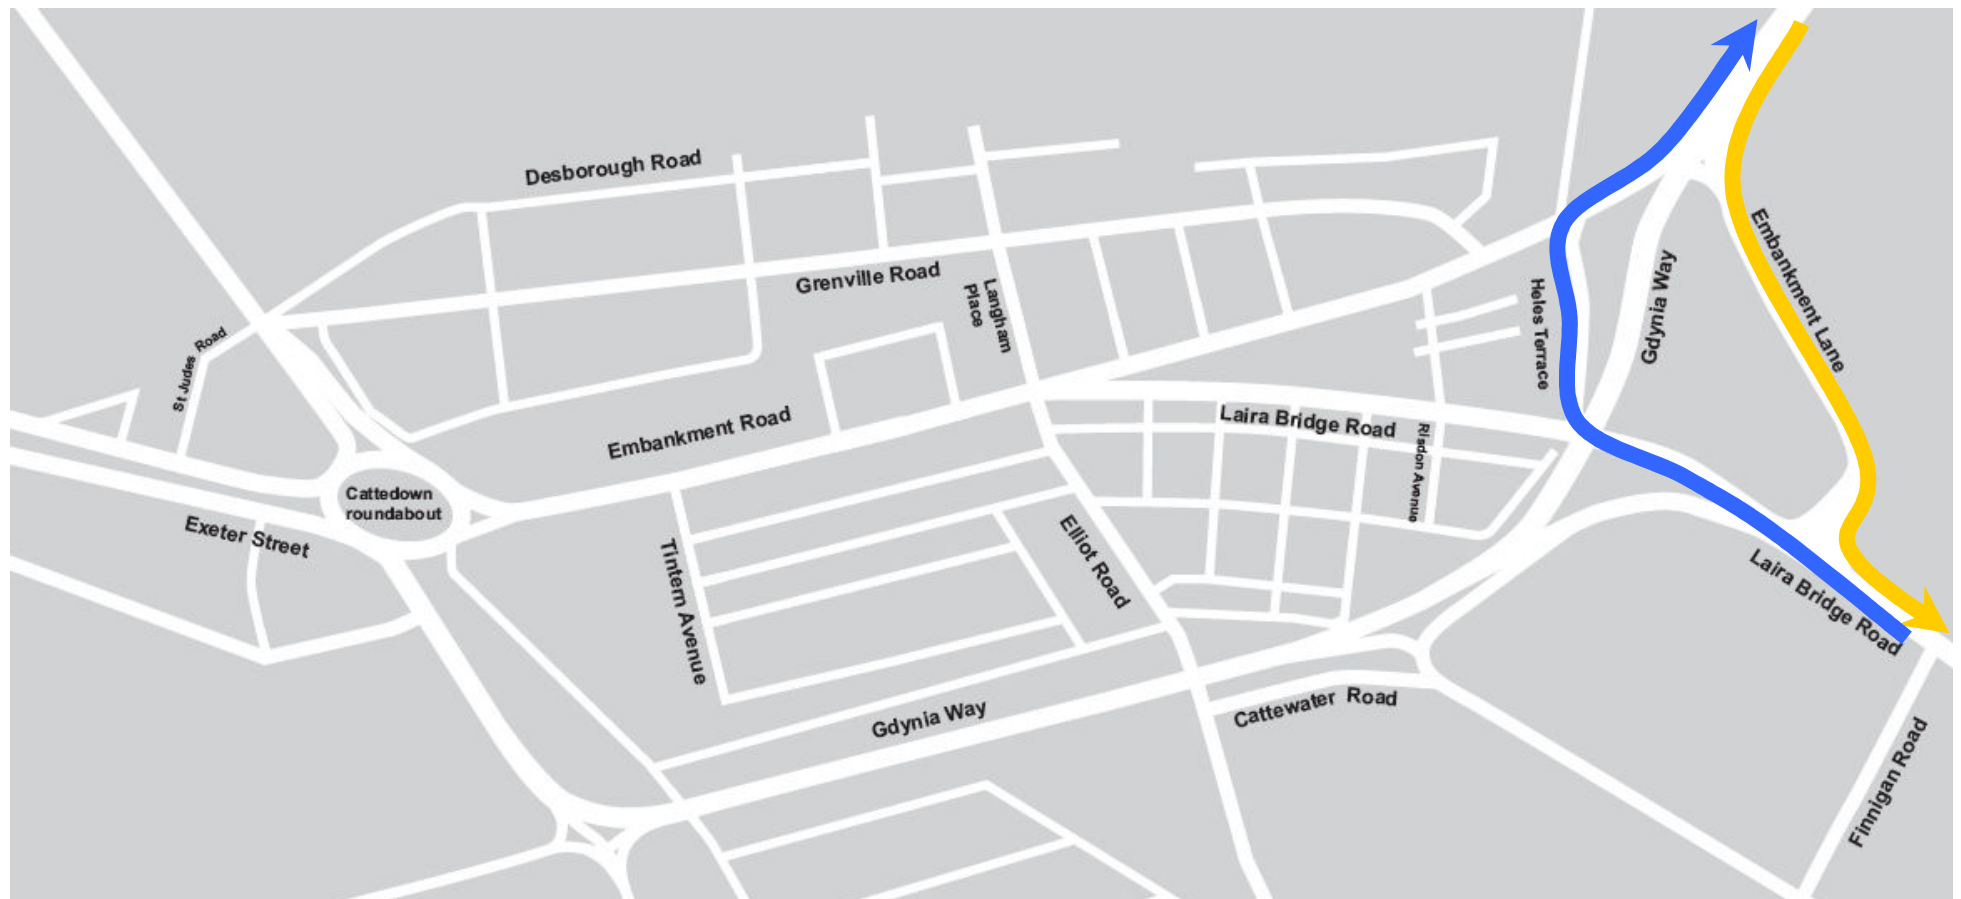 Desborough Road
Grenville Road
Langham
Place
St Judes Road
Embankment Road
Laira Bridge Road
Risdon Avenue
Heles Terrace
Gdynia Way
Embankment Lane
Cattedown
roundabout
Exeter Street
Tintern Avenue
Elliot Road
Laira Bridge Road
Gdynia Way
Cattewater Road
Finnigan Road